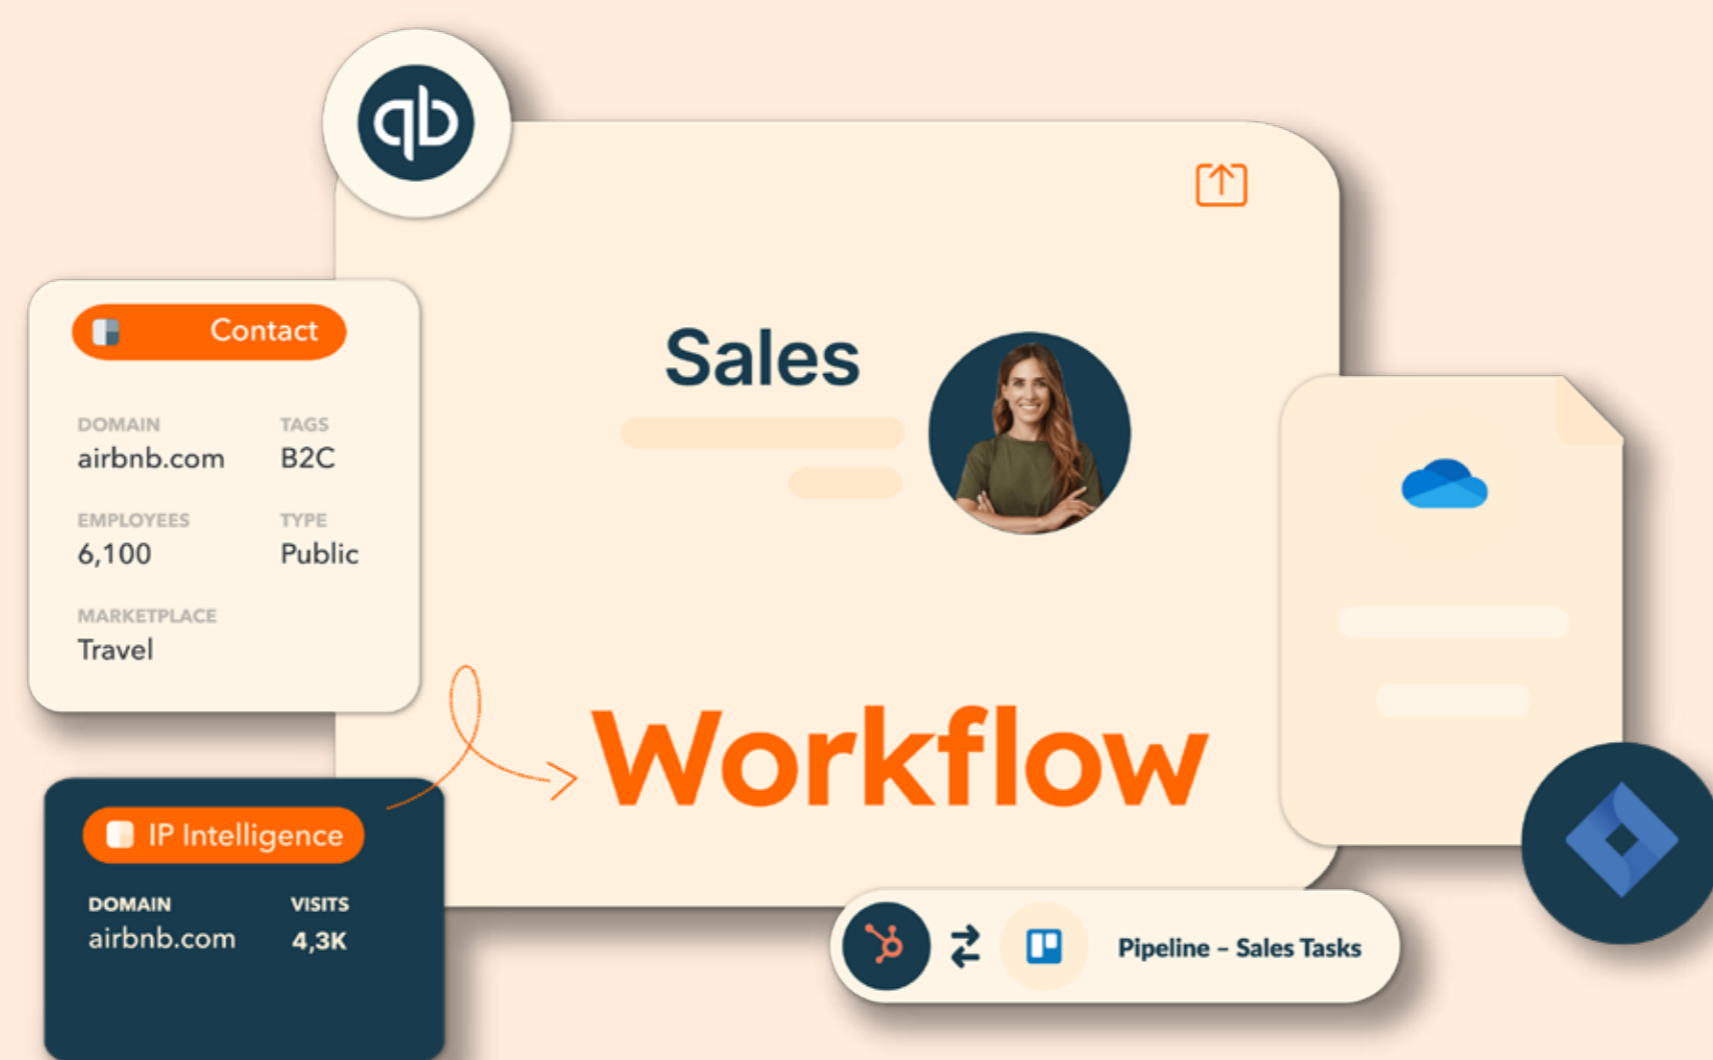 qb
Contact
DOMAIN TAGS
airbnb.com B2C
EMPLOYEES TYPE
6,100 Public
MARKETPLACE
Travel
Sales
Workflow
IP Intelligence
DOMAIN VISITS
airbnb.com 4,3K
Pipeline – Sales Tasks